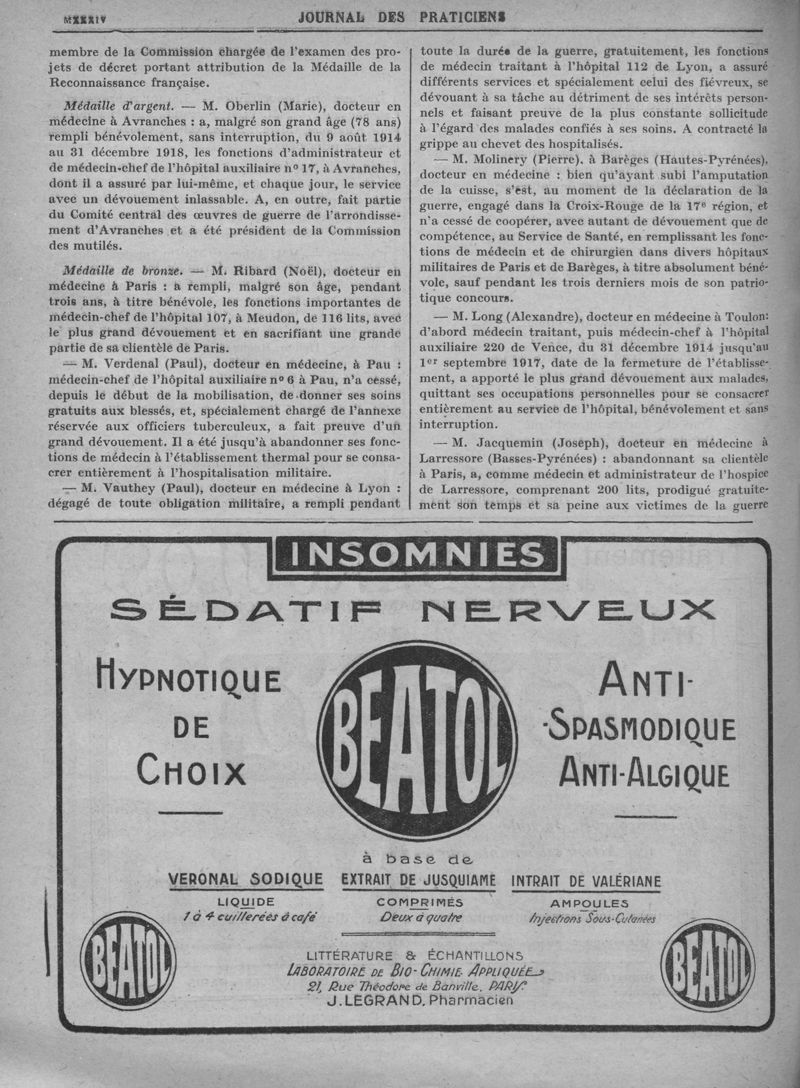 MXXXIV
JOURNAL DES PRATICIENS
membre de la Commission chargée de l'examen des pro-
jets de décret portant attribution de la Médaille de la
Reconnaissance française.
Médaille d'argent. — M. Oberlin (Marie), docteur en
médecine à Avranches : a, malgré son grand âge (78 ans)
rempli bénévolement, sans interruption, du 9 août 1914
au 31 décembre 1918, les fonctions d'administrateur et
de médecin-chef de l'hôpital auxiliaire n° 17, à Avranches,
dont il a assuré par lui-même, et chaque jour, le service
avec un dévouement inlassable. A, en outre, fait partie
du Comité central des œuvres de guerre de l'arrondisse-
ment d'Avranches et a été président de la Commission
des mutilés.
Médaille de bronze. — M. Ribard (Noël), docteur en
médecine à Paris : a rempli, malgré son âge, pendant
trois ans, à titre bénévole, les fonctions importantes de
médecin-chef de l'hôpital 107, à Meudon, de 116 lits, avec
le plus grand dévouement et en sacrifiant une grande
partie de sa clientèle de Paris.
— M. Verdenal (Paul), docteur en médecine, à Pau :
médecin-chef de l'hôpital auxiliaire n° 6 à Pau, n'a cessé,
depuis le début de la mobilisation, de donner ses soins
gratuits aux blessés, et, spécialement chargé de l'annexe
réservée aux officiers tuberculeux, a fait preuve d'un
grand dévouement. Il a été jusqu'à abandonner ses fonc-
tions de médecin à l'établissement thermal pour se consa-
crer entièrement à l'hospitalisation militaire.
— M. Vauthey (Paul), docteur en médecine à Lyon :
dégagé de toute obligation militaire, a rempli pendant
toute la durée de la guerre, gratuitement, les fonctions
de médecin traitant à l'hôpital 112 de Lyon, a assuré
différents services et spécialement celui des fiévreux, se
dévouant à sa tâche au détriment de ses intérêts person-
nels et faisant preuve de la plus constante sollicitude
à l'égard des malades confiés à ses soins. A contracté la
grippe au chevet des hospitalisés.
— M. Molinery (Pierre), à Barèges (Hautes-Pyrénées),
docteur en médecine : bien qu'ayant subi l'amputation
de la cuisse, s'est, au moment de la déclaration de la
guerre, engagé dans la Croix-Rouge de la 17e région, et
n'a cessé de coopérer, avec autant de dévouement que de
compétence, au Service de Santé, en remplissant les fonc-
tions de médecin et de chirurgien dans divers hôpitaux
militaires de Paris et de Barèges, à titre absolument béné-
vole, sauf pendant les trois derniers mois de son patrio-
tique concours.
— M. Long (Alexandre), docteur en médecine à Toulon:
d'abord médecin traitant, puis médecin-chef à l'hôpital
auxiliaire 220 de Vence, du 31 décembre 1914 jusqu'au
1er septembre 1917, date de la fermeture de l'établisse-
ment, a apporté le plus grand dévouement aux malades,
quittant ses occupations personnelles pour se consacrer
entièrement au service de l'hôpital, bénévolement et sans
interruption.
— M. Jacquemin (Joseph), docteur en médecine à
Larressore (Basses-Pyrénées) : abandonnant sa clientèle
à Paris, a, comme médecin et administrateur de l'hospice
de Larressore, comprenant 200 lits, prodigué gratuite-
ment son temps et sa peine aux victimes de la guerre
INSOMNIES
SÉDATIF NERVEUX
HYPNOTIQUE
DE
CHOIX
BEATOL
ANTI-
-SPASMODIQUE
ANTI-ALGIQUE
à base de
VERONAL SODIQUE EXTRAIT DE JUSQUIAME INTRAIT DE VALÉRIANE
LIQUIDE COMPRIMÉS AMPOULES
1 à 4 cuillerées à café Deux à quatre Injections Sous-Cutanées
BEATOL
BEATOL
LITTÉRATURE & ÉCHANTILLONS
LABORATOIRE DE BIO-CHIMIE APPLIQUÉE
21, Rue Théodore de Banville, PARIS
J. LEGRAND, Pharmacien